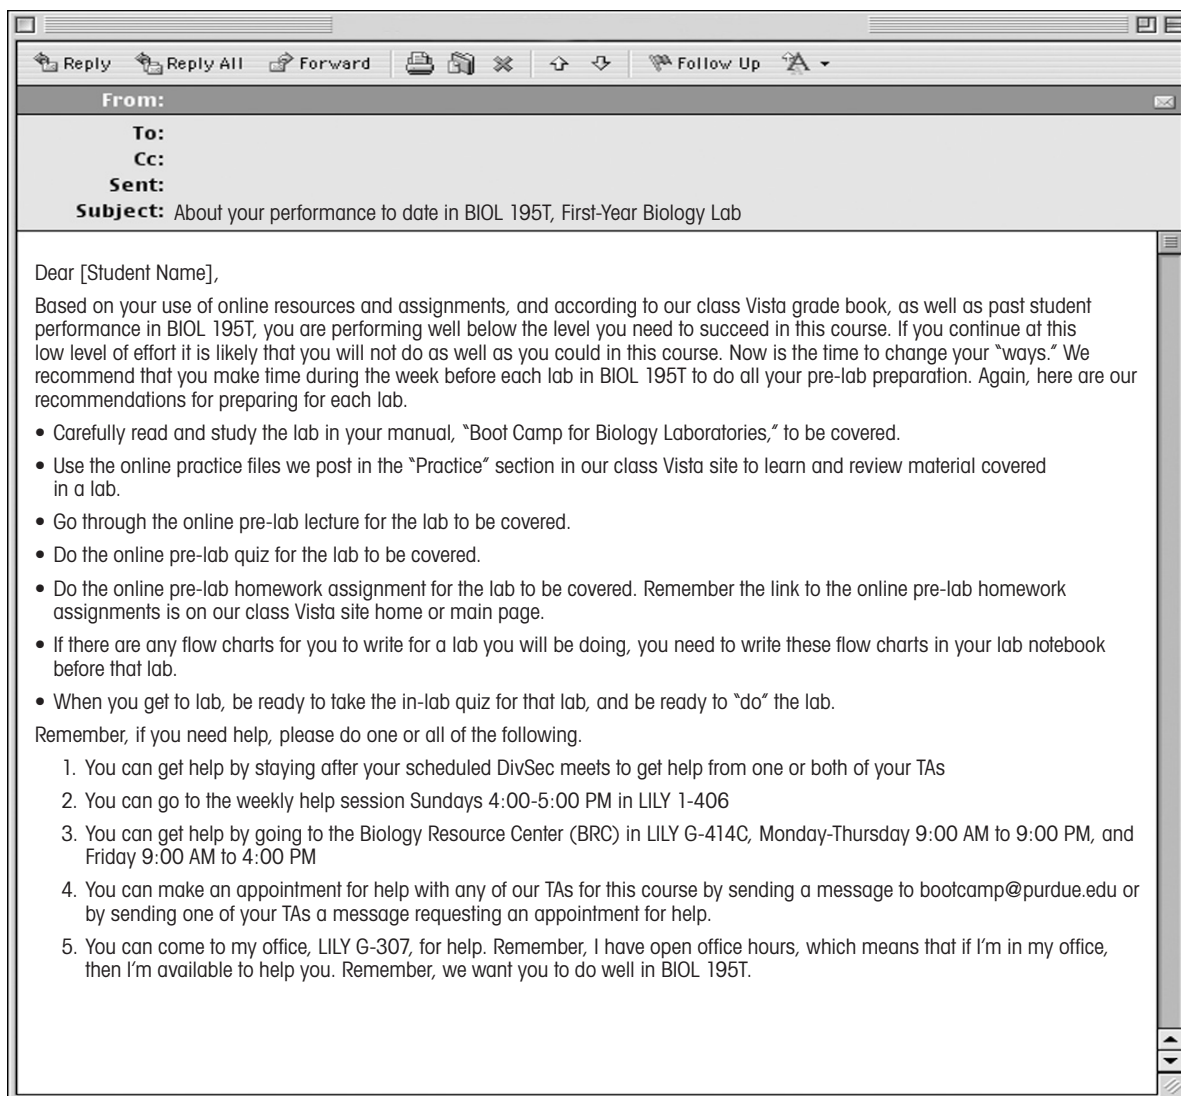 Reply Reply All Forward Follow Up A
From:
To:
Cc:
Sent:
Subject: About your performance to date in BIOL 195T, First-Year Biology Lab
Dear [Student Name],
Based on your use of online resources and assignments, and according to our class Vista grade book, as well as past student
performance in BIOL 195T, you are performing well below the level you need to succeed in this course. If you continue at this
low level of effort it is likely that you will not do as well as you could in this course. Now is the time to change your “ways.” We
recommend that you make time during the week before each lab in BIOL 195T to do all your pre-lab preparation. Again, here are our
recommendations for preparing for each lab.
• Carefully read and study the lab in your manual, “Boot Camp for Biology Laboratories,” to be covered.
• Use the online practice files we post in the “Practice” section in our class Vista site to learn and review material covered
in a lab.
• Go through the online pre-lab lecture for the lab to be covered.
• Do the online pre-lab quiz for the lab to be covered.
• Do the online pre-lab homework assignment for the lab to be covered. Remember the link to the online pre-lab homework
assignments is on our class Vista site home or main page.
• If there are any flow charts for you to write for a lab you will be doing, you need to write these flow charts in your lab notebook
before that lab.
• When you get to lab, be ready to take the in-lab quiz for that lab, and be ready to “do” the lab.
Remember, if you need help, please do one or all of the following.
1. You can get help by staying after your scheduled DivSec meets to get help from one or both of your TAs
2. You can go to the weekly help session Sundays 4:00-5:00 PM in LILY 1-406
3. You can get help by going to the Biology Resource Center (BRC) in LILY G-414C, Monday-Thursday 9:00 AM to 9:00 PM, and
Friday 9:00 AM to 4:00 PM
4. You can make an appointment for help with any of our TAs for this course by sending a message to bootcamp@purdue.edu or
by sending one of your TAs a message requesting an appointment for help.
5. You can come to my office, LILY G-307, for help. Remember, I have open office hours, which means that if I’m in my office,
then I’m available to help you. Remember, we want you to do well in BIOL 195T.